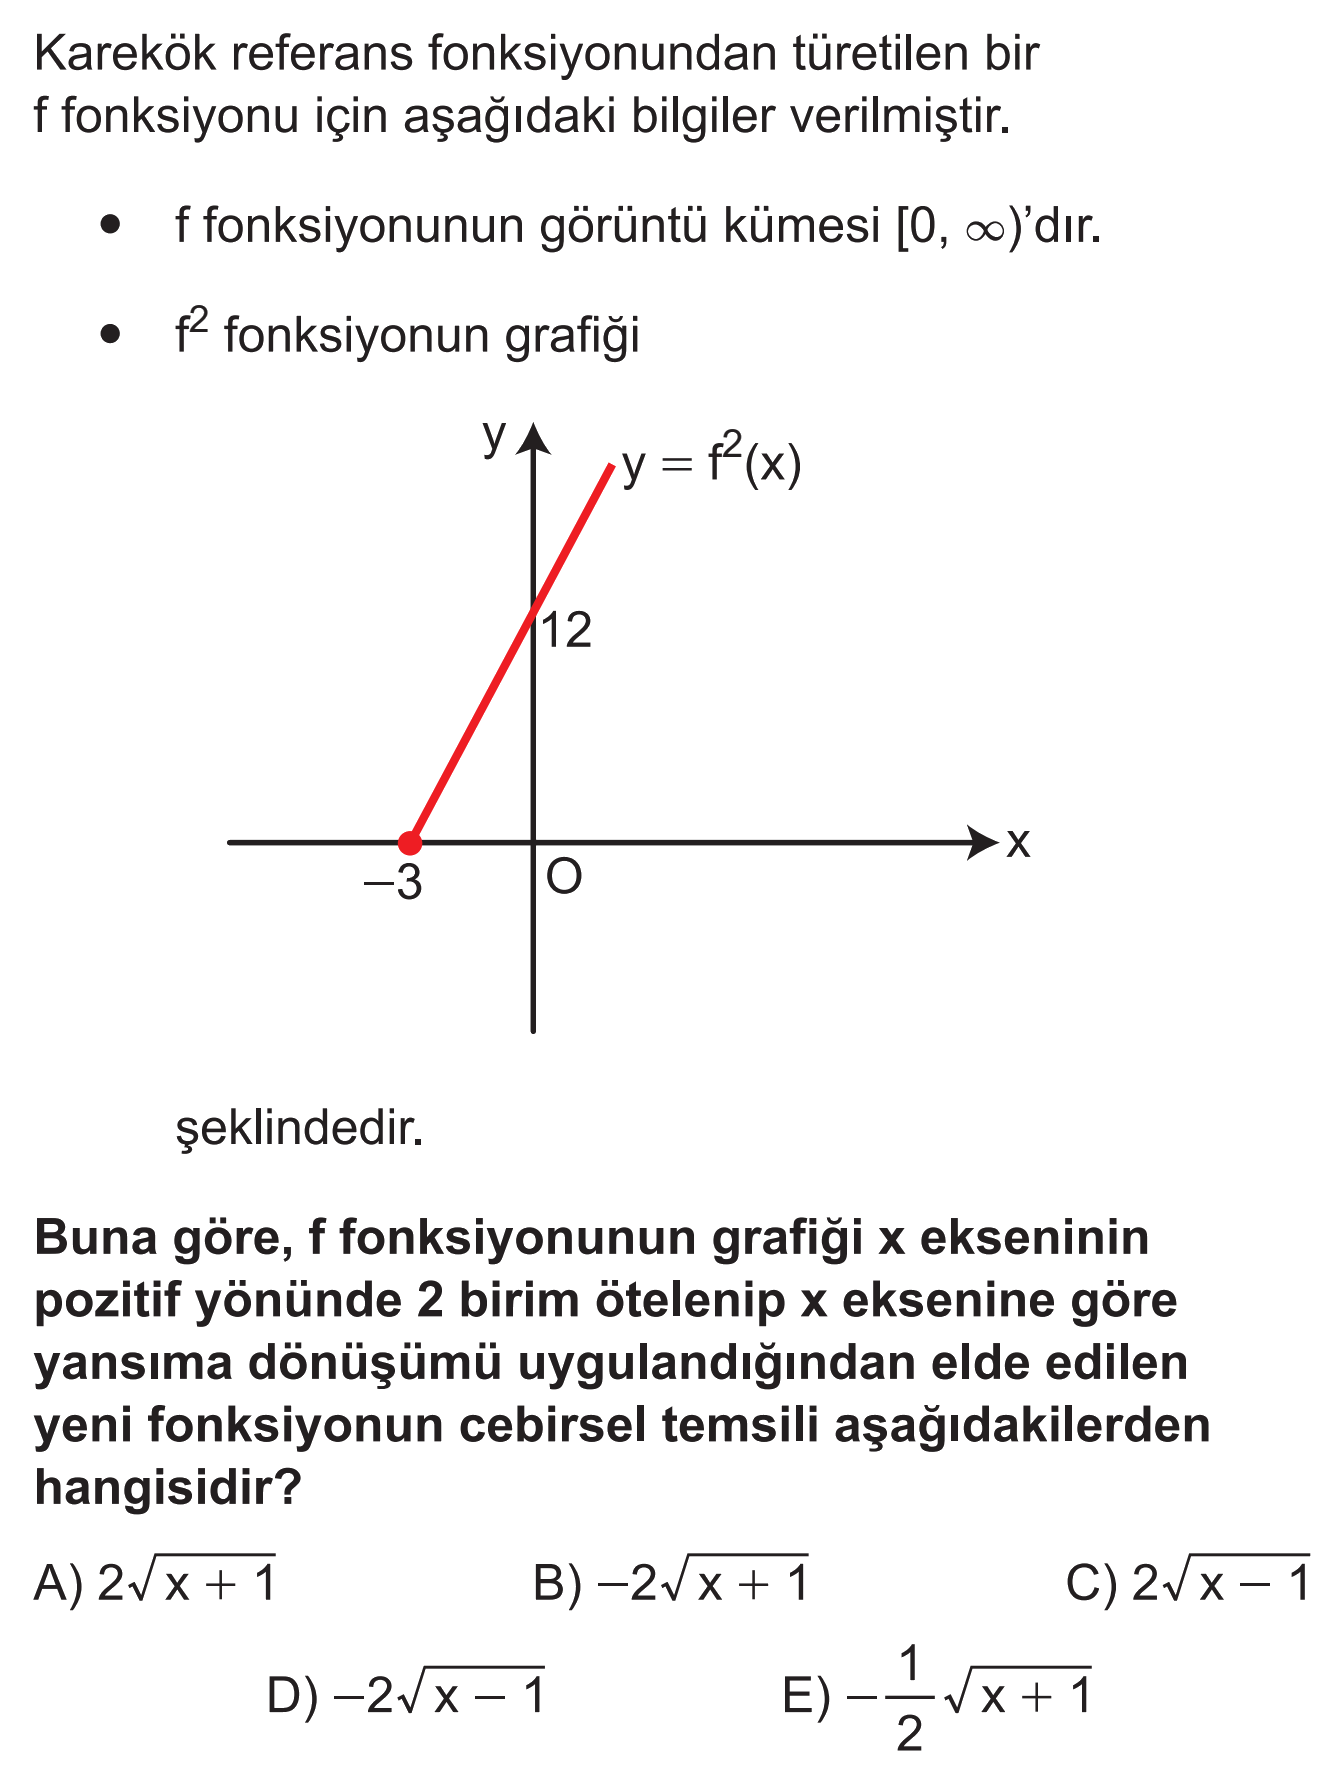 Karekök referans fonksiyonundan türetilen bir
f fonksiyonu için aşağıdaki bilgiler verilmiştir.
• f fonksiyonunun görüntü kümesi [0, ∞)’dır.
• f² fonksiyonun grafiği
y
y = f²(x)
12
x
–3
O
şeklindedir.
Buna göre, f fonksiyonunun grafiği x ekseninin
pozitif yönünde 2 birim ötelenip x eksenine göre
yansıma dönüşümü uygulandığından elde edilen
yeni fonksiyonun cebirsel temsili aşağıdakilerden
hangisidir?
A) 2√(x + 1) B) –2√(x + 1) C) 2√(x – 1)
D) –2√(x – 1) E) –1/2 √(x + 1)